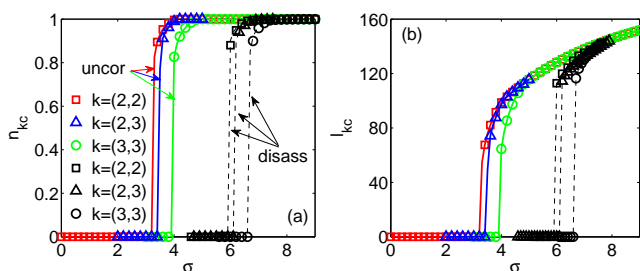 1
0.8
0.6
0.4
0.2
0
n_kc
uncor
k=(2,2)
k=(2,3)
k=(3,3)
k=(2,2)
k=(2,3)
k=(3,3)
disass
(a)
0 2 4 6 8
σ
160
120
80
40
0
I_kc
(b)
0 2 4 6 8
σ